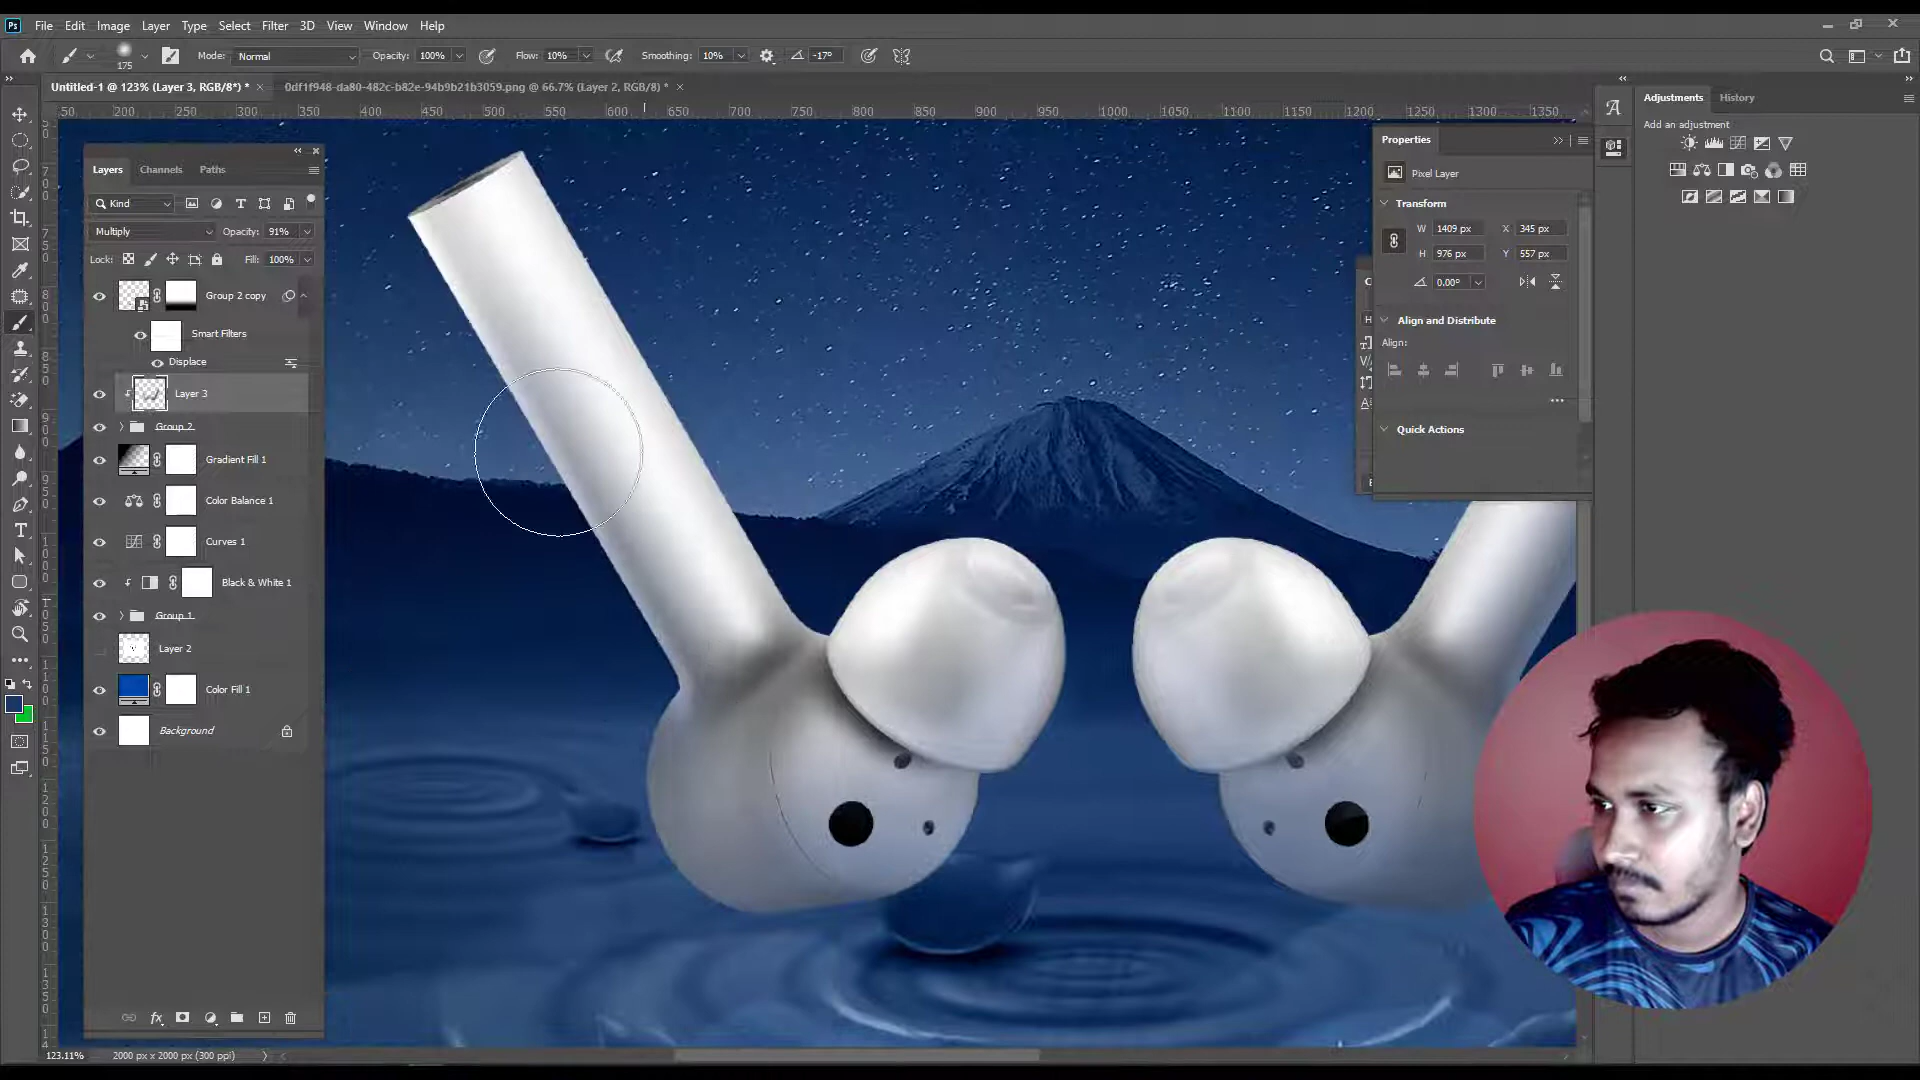 Ps File Edit Image Layer Type Select Filter 3D View Window Help
175 Mode: Normal Opacity: 100% Flow: 10% Smoothing: 10% -17°
Untitled-1 @ 123% (Layer 3, RGB/8*) * × 0df1f948-da80-482c-b82e-94b9b21b3059.png @ 66.7% (Layer 2, RGB/8) * ×
50 200 250 300 350 400 450 500 550 600 650 700 750 800 850 900 950 1000 1050 1100 1150 1200 1250 1300 1350
Layers Channels Paths
Kind
Multiply Opacity: 91%
Lock: Fill: 100%
Group 2 copy
Smart Filters
Displace
Layer 3
Group 2
Gradient Fill 1
Color Balance 1
Curves 1
Black & White 1
Group 1
Layer 2
Color Fill 1
Background
fx
123.11% 2000 px x 2000 px (300 ppi)
Properties
Pixel Layer
Transform
W 1409 px X 345 px
H 976 px Y 557 px
0.00°
Align and Distribute
Align:
Quick Actions
Adjustments History
Add an adjustment